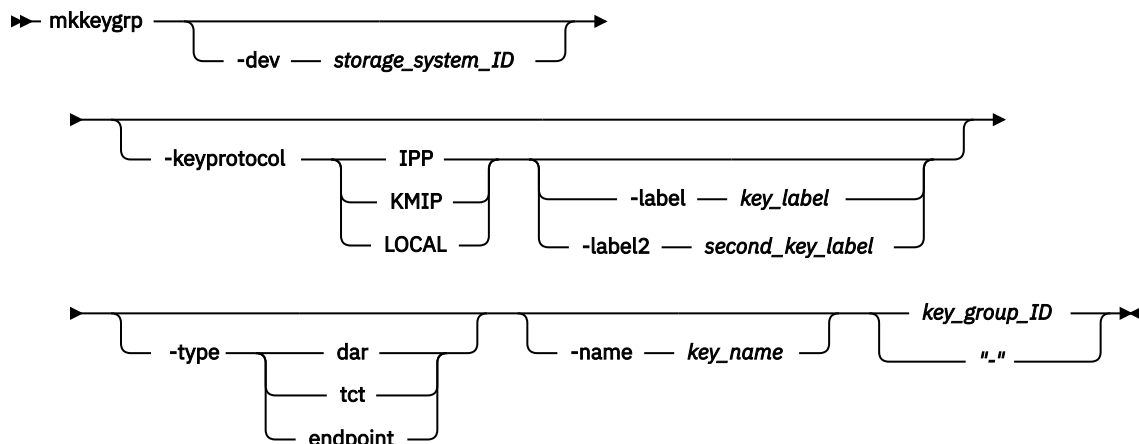 mkkeygrp
-dev storage_system_ID
-keyprotocol IPP
KMIP
LOCAL
-label key_label
-label2 second_key_label
key_group_ID
-type dar
-name key_name
"-"
tct
endpoint